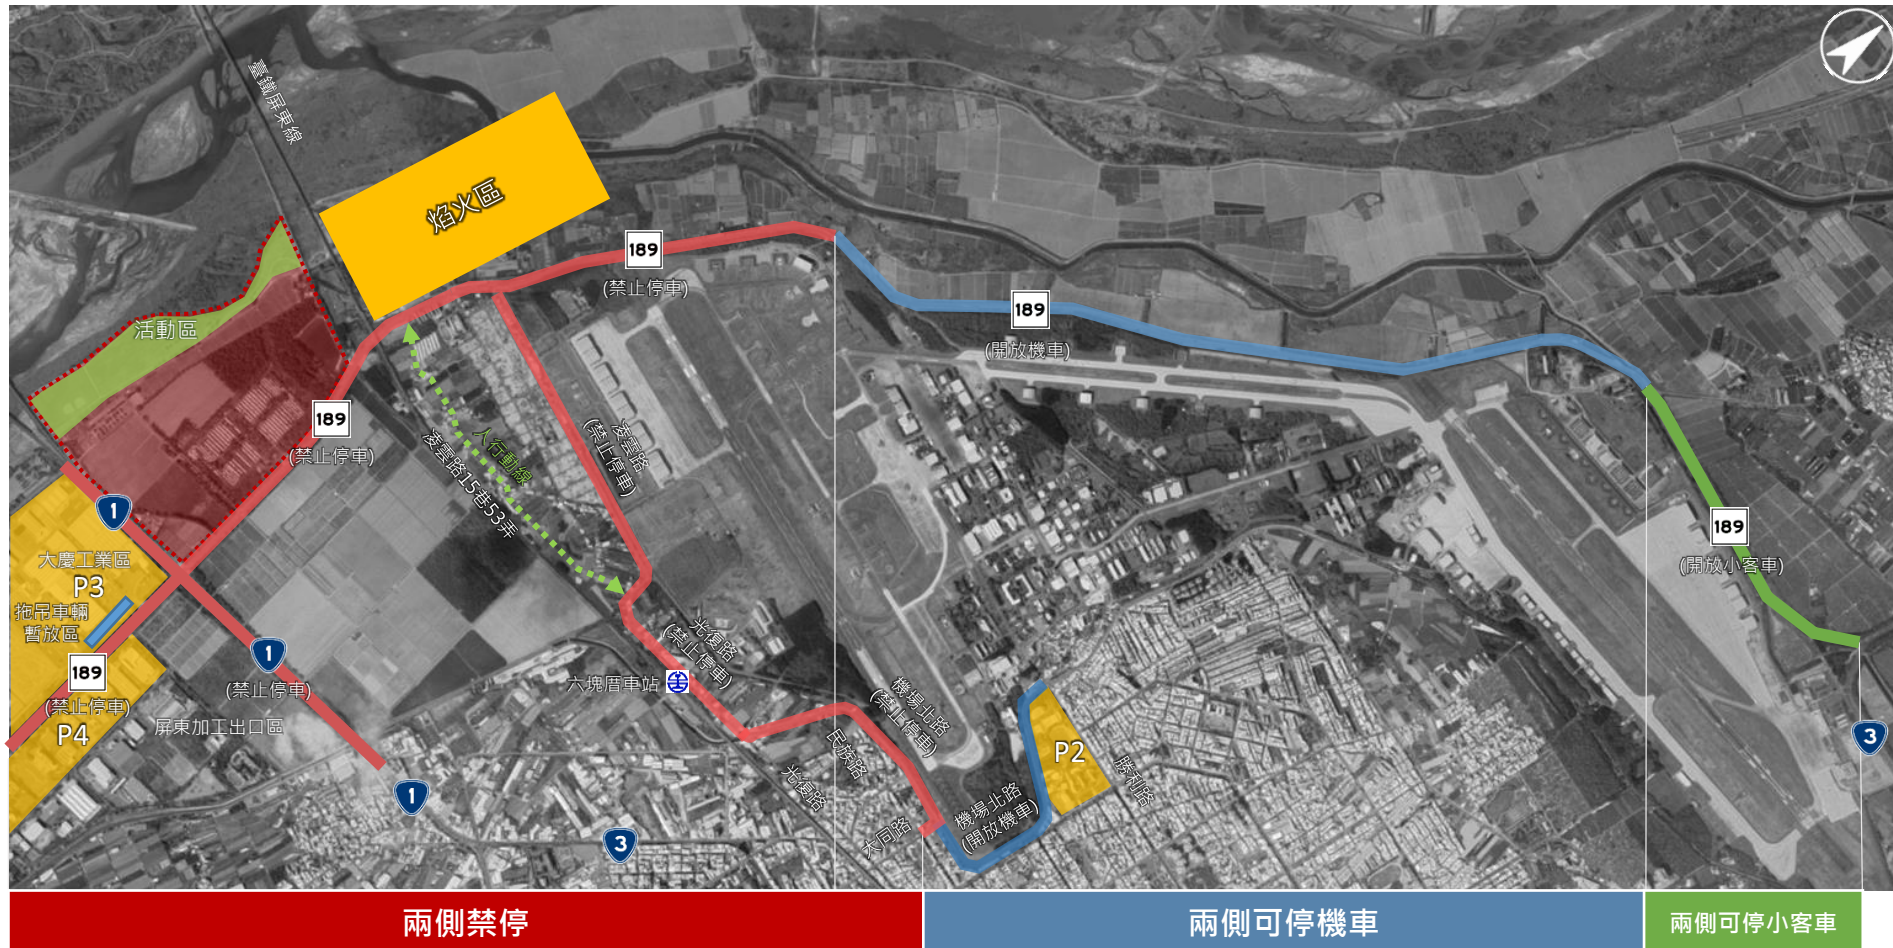 臺鐵屏東線
焰火區
189
(禁止停車)
活動區
189
(開放機車)
189
(禁止停車)
人行動線
凌雲路15巷53弄
凌雲路
(禁止停車)
1
189
(開放小客車)
大慶工業區
P3
拖吊車輛
暫放區
189
(禁止停車)
P4
1
(禁止停車)
屏東加工出口區
六塊厝車站
光復路
(禁止停車)
機場北路
(禁止停車)
民族路
光復路
P2
勝利路
機場北路
(開放機車)
大同路
1
3
3
兩側禁停
兩側可停機車
兩側可停小客車